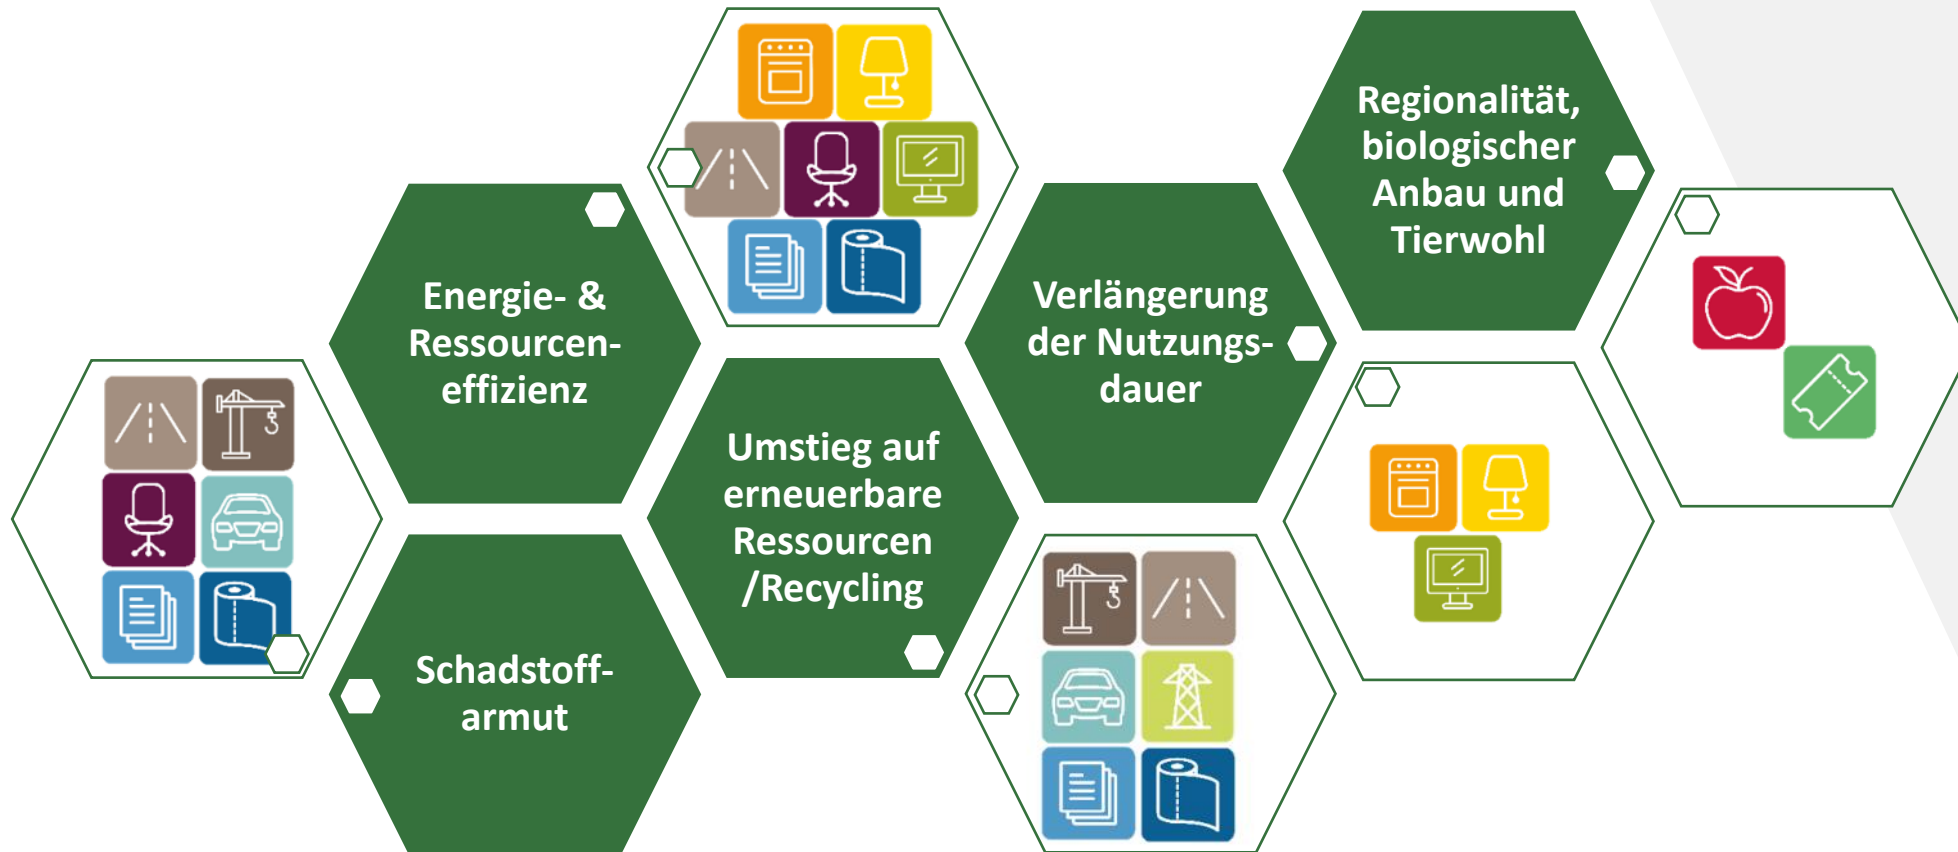 Energie- &
Ressourcen-
effizienz
Schadstoff-
armut
Umstieg auf
erneuerbare
Ressourcen
/Recycling
Verlängerung
der Nutzungs-
dauer
Regionalität,
biologischer
Anbau und
Tierwohl